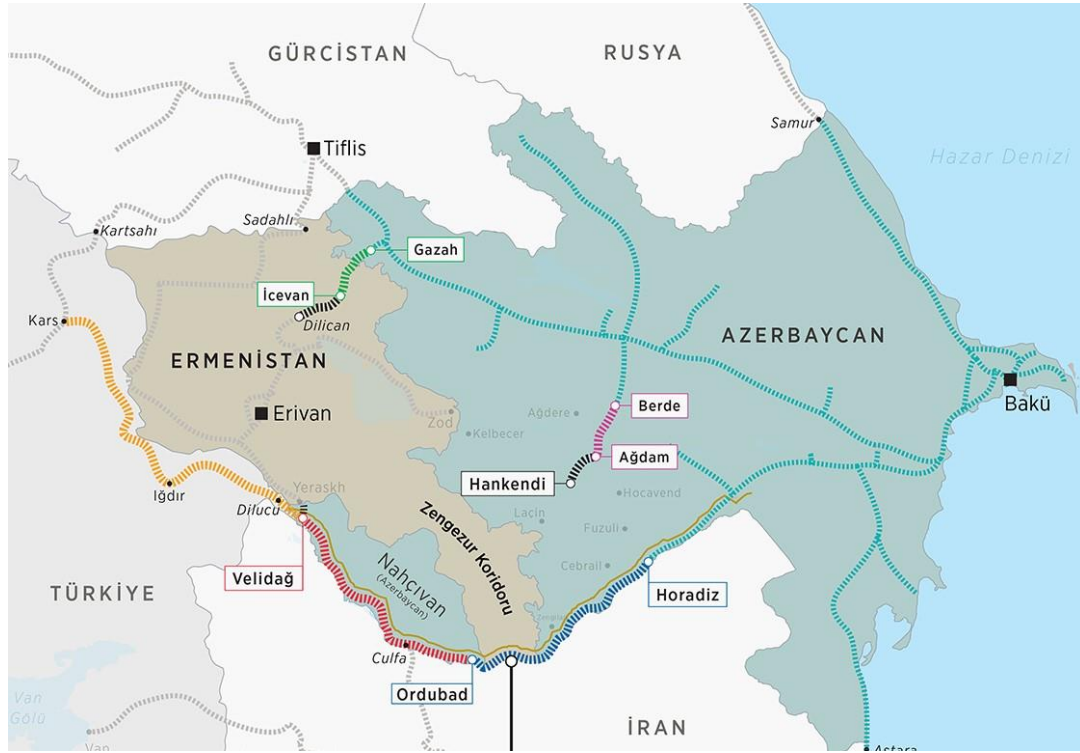 GÜRCİSTAN
RUSYA
Samur
Tiflis
Hazar Denizi
Sadahlı
Kartsahı
Gazah
İcevan
Dilican
Kars
ERMENİSTAN
AZERBAYCAN
Bakü
Erivan
Zod
Ağdere
Berde
Kelbecer
Ağdam
Hankendi
Hocavend
Iğdır
Yeraskh
Dilucu
Laçin
Fuzuli
Zengezur Koridoru
Cebrail
Velidağ
Nahçıvan
(Azerbaycan)
TÜRKİYE
Horadiz
Culfa
Ordubad
Van
Gölü
İRAN
Van
Astara